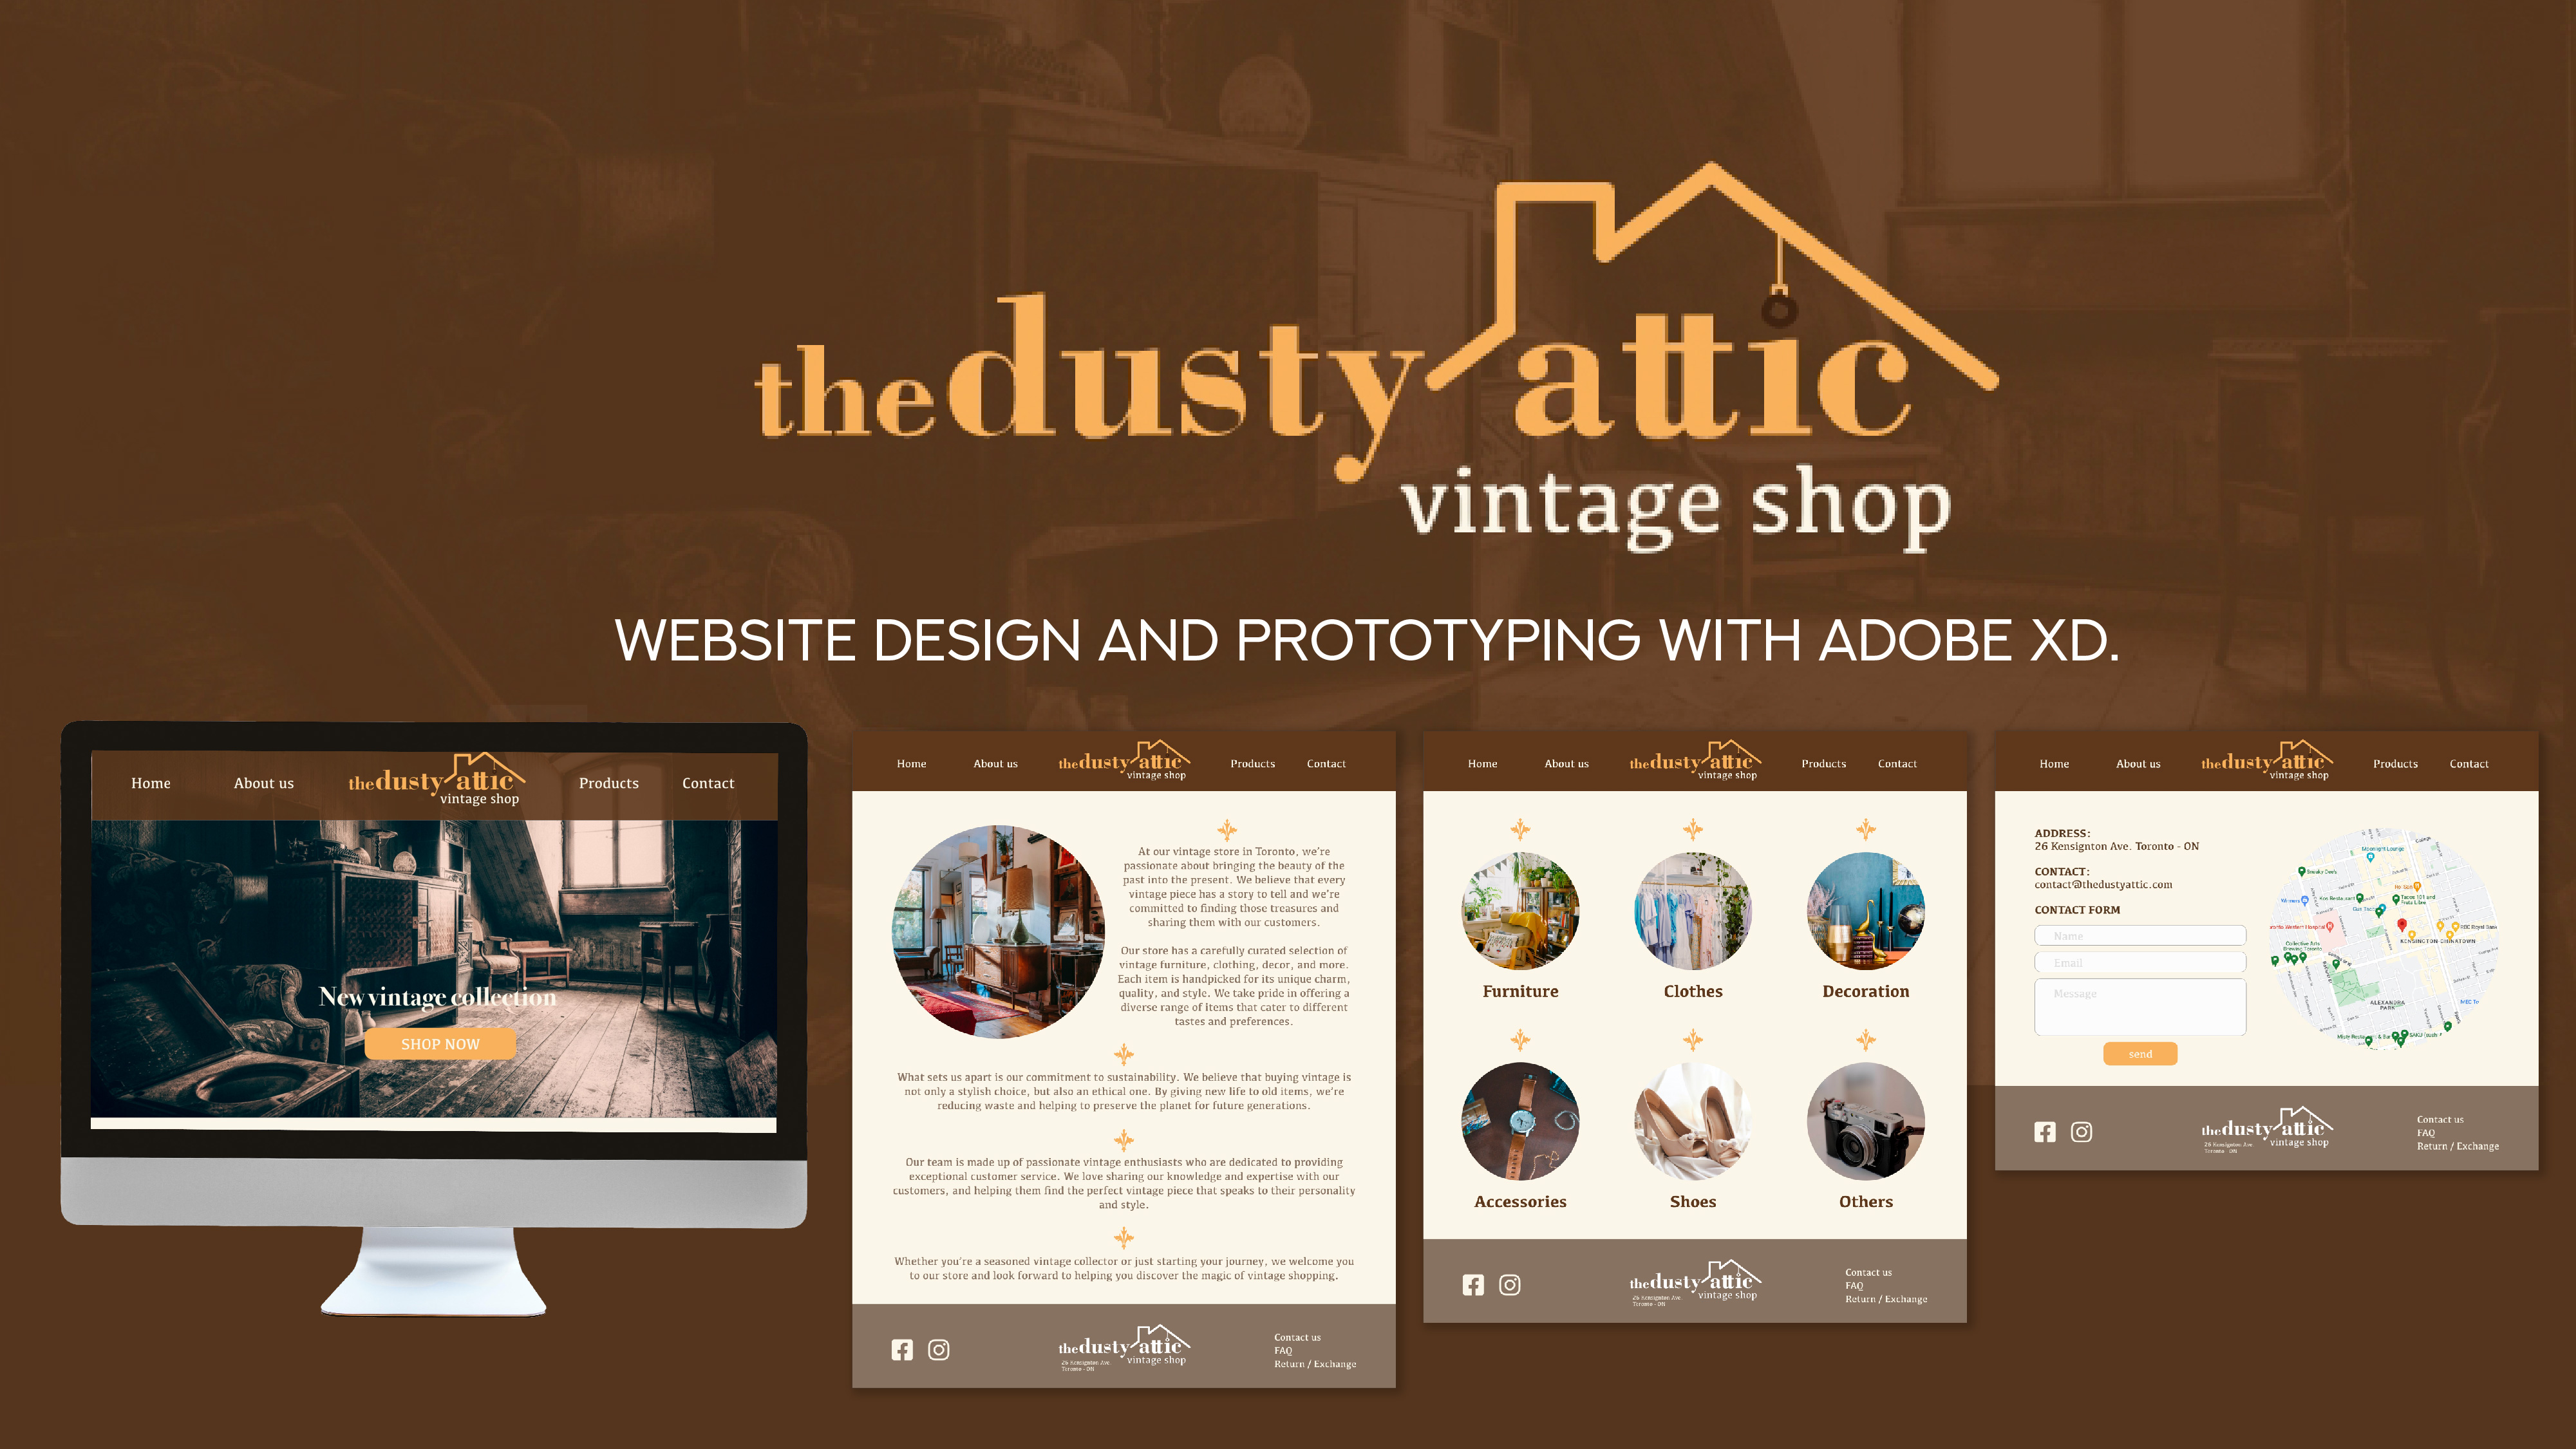 the dusty attic
vintage shop
WEBSITE DESIGN AND PROTOTYPING WITH ADOBE XD.
Home About us the dusty attic Products Contact
vintage shop
New vintage collection
SHOP NOW
Home About us the dusty attic Products Contact
vintage shop
At our vintage store in Toronto, we're
passionate about bringing the beauty of the
past into the present. We believe that every
vintage piece has a story to tell and we're
committed to finding those treasures and
sharing them with our customers.
Our store has a carefully curated selection of
vintage furniture, clothing, decor, and more.
Each item is handpicked for its unique charm,
quality, and style. We take pride in offering a
diverse range of items that cater to different
tastes and preferences.
What sets us apart is our commitment to sustainability. We believe that buying vintage is
not only a stylish choice, but also an ethical one. By giving new life to old items, we're
reducing waste and helping to preserve the planet for future generations.
Our team is made up of passionate vintage enthusiasts who are dedicated to providing
exceptional customer service. We love sharing our knowledge and expertise with our
customers, and helping them find the perfect vintage piece that speaks to their personality
and style.
Whether you're a seasoned vintage collector or just starting your journey, we welcome you
to our store and look forward to helping you discover the magic of vintage shopping.
the dusty attic
vintage shop
26 Kensignton Ave.
Toronto - ON
Contact us
FAQ
Return / Exchange
Home About us the dusty attic Products Contact
vintage shop
Furniture Clothes Decoration
Accessories Shoes Others
the dusty attic
vintage shop
26 Kensignton Ave.
Toronto - ON
Contact us
FAQ
Return / Exchange
Home About us the dusty attic Products Contact
vintage shop
ADDRESS:
26 Kensignton Ave. Toronto - ON
CONTACT:
contact@thedustyattic.com
CONTACT FORM
Name
Email
Message
send
Moonlight Lounge
Sneaky Dee's
Winners
KENSINGTON-CHINATOWN
RBC Royal Bank
Collective Arts
Brewing Toronto
ALEXANDRA
PARK
the dusty attic
vintage shop
26 Kensignton Ave.
Toronto - ON
Contact us
FAQ
Return / Exchange